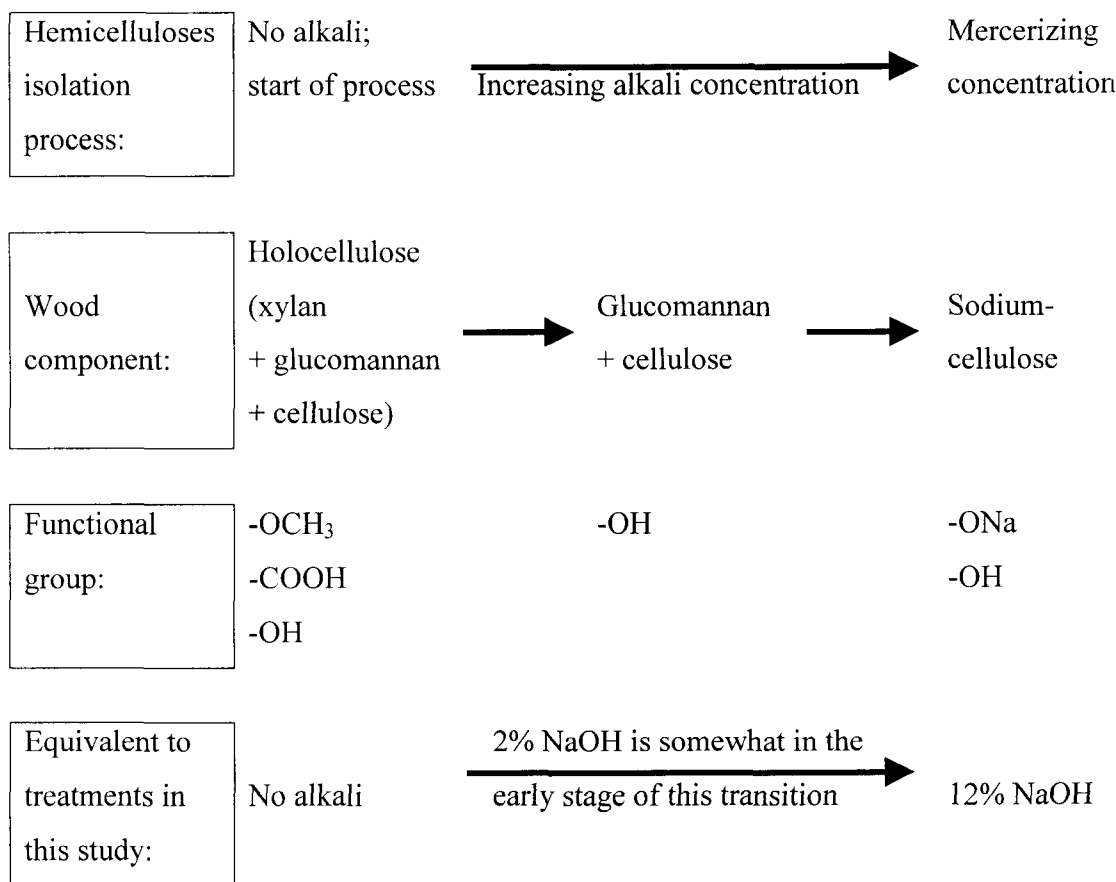 Hemicelluloses
isolation
process:
No alkali;
start of process
Increasing alkali concentration
Mercerizing
concentration
Wood
component:
Holocellulose
(xylan
+ glucomannan
+ cellulose)
Glucomannan
+ cellulose
Sodium-
cellulose
Functional
group:
-OCH₃
-COOH
-OH
-OH
-ONa
-OH
Equivalent to
treatments in
this study:
No alkali
2% NaOH is somewhat in the
early stage of this transition
12% NaOH